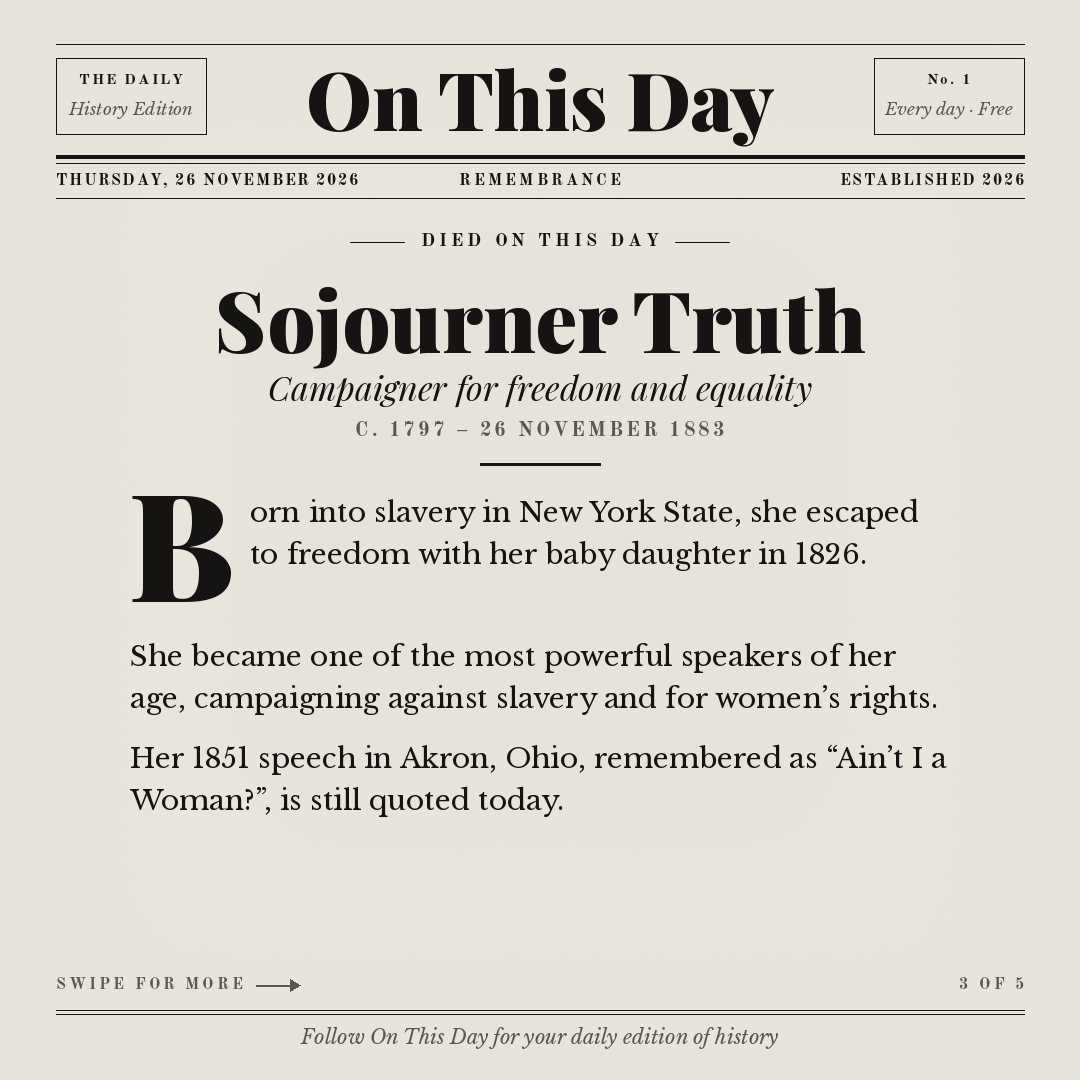 THE DAILY
History Edition
On This Day
No. 1
Every day · Free
THURSDAY, 26 NOVEMBER 2026
REMEMBRANCE
ESTABLISHED 2026
DIED ON THIS DAY
Sojourner Truth
Campaigner for freedom and equality
C. 1797 – 26 NOVEMBER 1883
Born into slavery in New York State, she escaped
to freedom with her baby daughter in 1826.
She became one of the most powerful speakers of her
age, campaigning against slavery and for women’s rights.
Her 1851 speech in Akron, Ohio, remembered as “Ain’t I a
Woman?”, is still quoted today.
SWIPE FOR MORE
3 OF 5
Follow On This Day for your daily edition of history